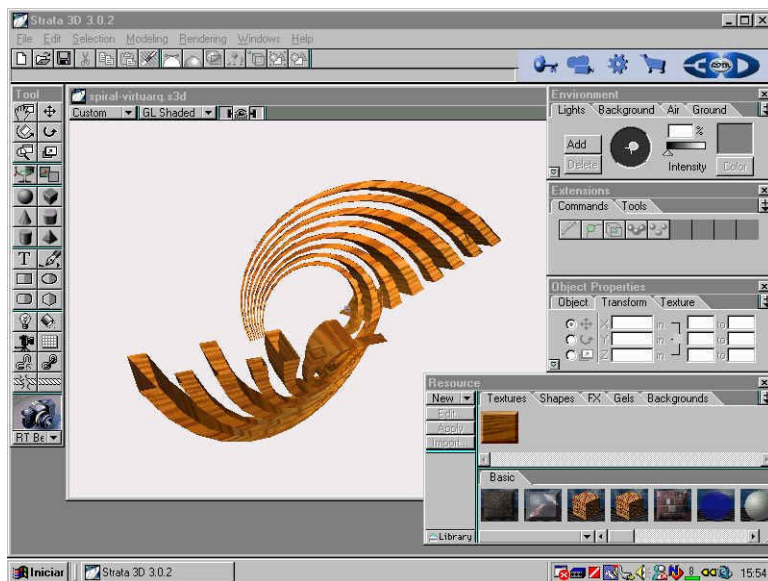 Strata 3D 3.0.2
File Edit Selection Modeling Rendering Windows Help
3D .com
Tool
spiral-virtuarq.s3d
Custom GL Shaded
Environment
Lights Background Air Ground
Add
%
Delete
Intensity
Color
Extensions
Commands Tools
Object Properties
Object Transform Texture
X in to
Y in to
Z in to
T
RT Be
Resource
New
Textures Shapes FX Gels Backgrounds
Edit...
Apply
Import...
Basic
Library
Iniciar
Strata 3D 3.0.2
15:54